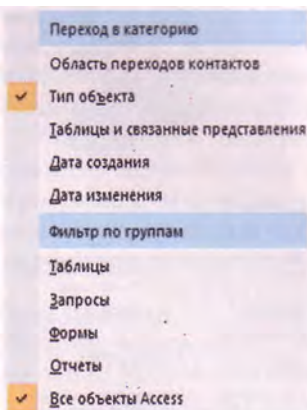 Переход в категорию
Область переходов контактов
Тип объекта
Таблицы и связанные представления
Дата создания
Дата изменения
Фильтр по группам
Таблицы
Запросы
Формы
Отчеты
Все объекты Access